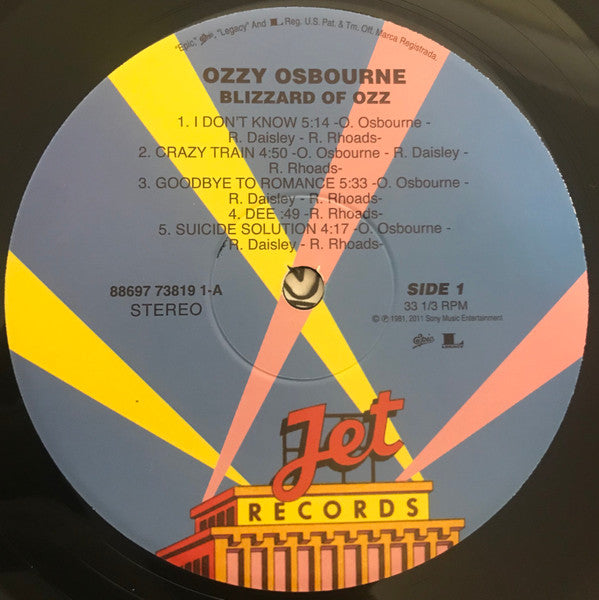 "Epic," Epic, "Legacy" And L Reg. U.S. Pat. & Tm. Off. Marca Registrada.
OZZY OSBOURNE
BLIZZARD OF OZZ
1. I DON'T KNOW 5:14 -O. Osbourne -
R. Daisley - R. Rhoads-
2. CRAZY TRAIN 4:50 -O. Osbourne - R. Daisley -
R. Rhoads-
3. GOODBYE TO ROMANCE 5:33 -O. Osbourne -
R. Daisley - R. Rhoads-
4. DEE :49 -R. Rhoads-
5. SUICIDE SOLUTION 4:17 -O. Osbourne -
R. Daisley - R. Rhoads-
88697 73819 1-A
STEREO
SIDE 1
33 1/3 RPM
© ℗ 1981, 2011 Sony Music Entertainment
Epic L LEGACY
Jet
RECORDS